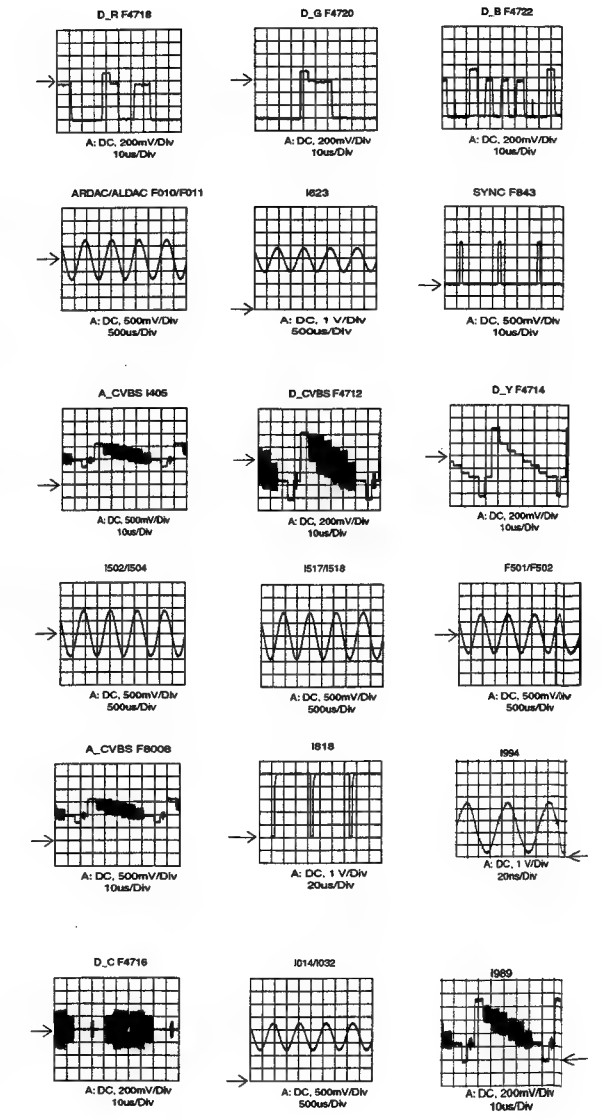 D_R F4718
A: DC, 200mV/Div
10us/Div
D_G F4720
A: DC, 200mV/Div
10us/Div
D_B F4722
A: DC, 200mV/Div
10us/Div
ARDAC/ALDAC F010/F011
A: DC, 500mV/Div
500us/Div
I623
A: DC, 1 V/Div
500us/Div
SYNC F843
A: DC, 500mV/Div
10us/Div
A_CVBS I405
A: DC, 500mV/Div
10us/Div
D_CVBS F4712
A: DC, 200mV/Div
10us/Div
D_Y F4714
A: DC, 200mV/Div
10us/Div
I502/I504
A: DC, 500mV/Div
500us/Div
I517/I518
A: DC, 500mV/Div
500us/Div
F501/F502
A: DC, 500mV/Div
500us/Div
A_CVBS F8008
A: DC, 500mV/Div
10us/Div
I818
A: DC, 1 V/Div
20us/Div
I994
A: DC, 1 V/Div
20ns/Div
D_C F4716
A: DC, 200mV/Div
10us/Div
I014/I032
A: DC, 500mV/Div
500us/Div
I989
A: DC, 200mV/Div
10us/Div